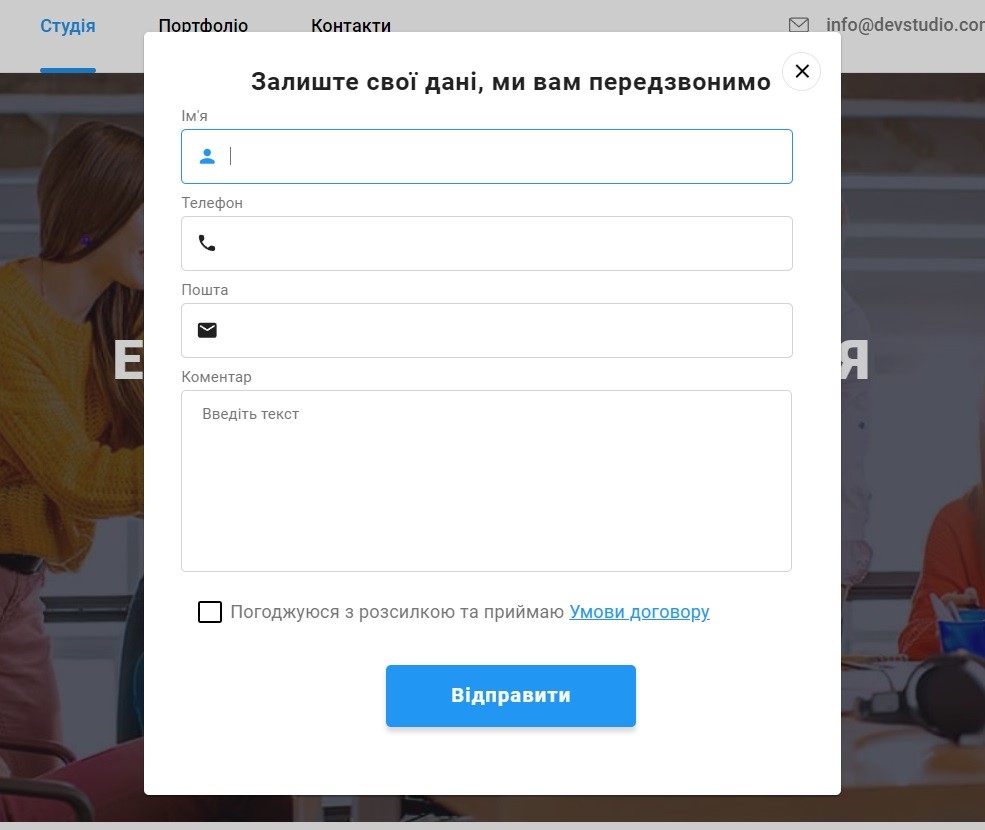 Студія Портфоліо Контакти info@devstudio.com
Залиште свої дані, ми вам передзвонимо
Ім'я
Телефон
Пошта
Коментар
Введіть текст
Погоджуюся з розсилкою та приймаю Умови договору
Відправити